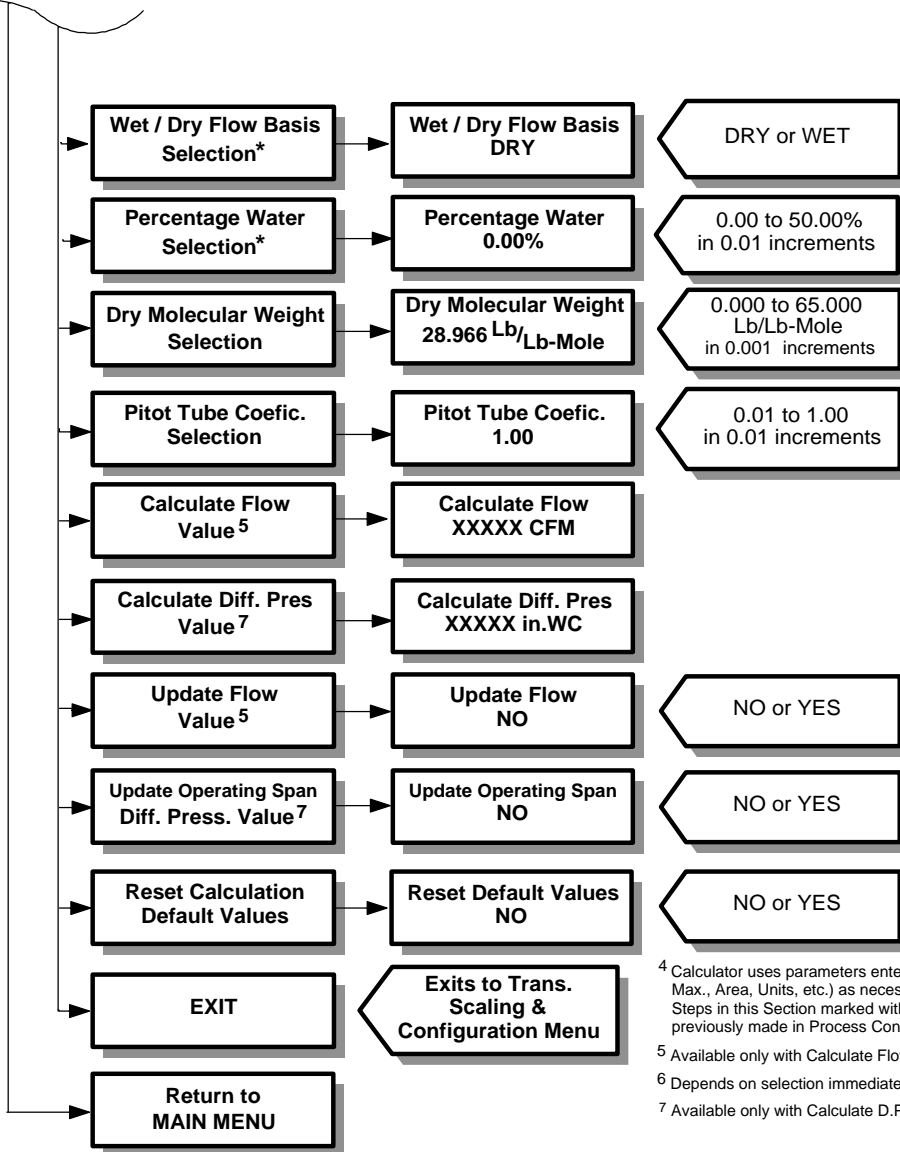 Wet / Dry Flow Basis
Selection*
Wet / Dry Flow Basis
DRY
DRY or WET
Percentage Water
Selection*
Percentage Water
0.00%
0.00 to 50.00%
in 0.01 increments
Dry Molecular Weight
Selection
Dry Molecular Weight
28.966 Lb/Lb-Mole
0.000 to 65.000
Lb/Lb-Mole
in 0.001 increments
Pitot Tube Coefic.
Selection
Pitot Tube Coefic.
1.00
0.01 to 1.00
in 0.01 increments
Calculate Flow
Value 5
Calculate Flow
XXXXX CFM
Calculate Diff. Pres
Value 7
Calculate Diff. Pres
XXXXX in.WC
Update Flow
Value 5
Update Flow
NO
NO or YES
Update Operating Span
Diff. Press. Value 7
Update Operating Span
NO
NO or YES
Reset Calculation
Default Values
Reset Default Values
NO
NO or YES
EXIT
Exits to Trans.
Scaling &
Configuration Menu
Return to
MAIN MENU
4 Calculator uses parameters
Max., Area, Units, etc.) as
Steps in this Section marked
previously made in Process
5 Available only with Calculate
6 Depends on selection
7 Available only with Calculate